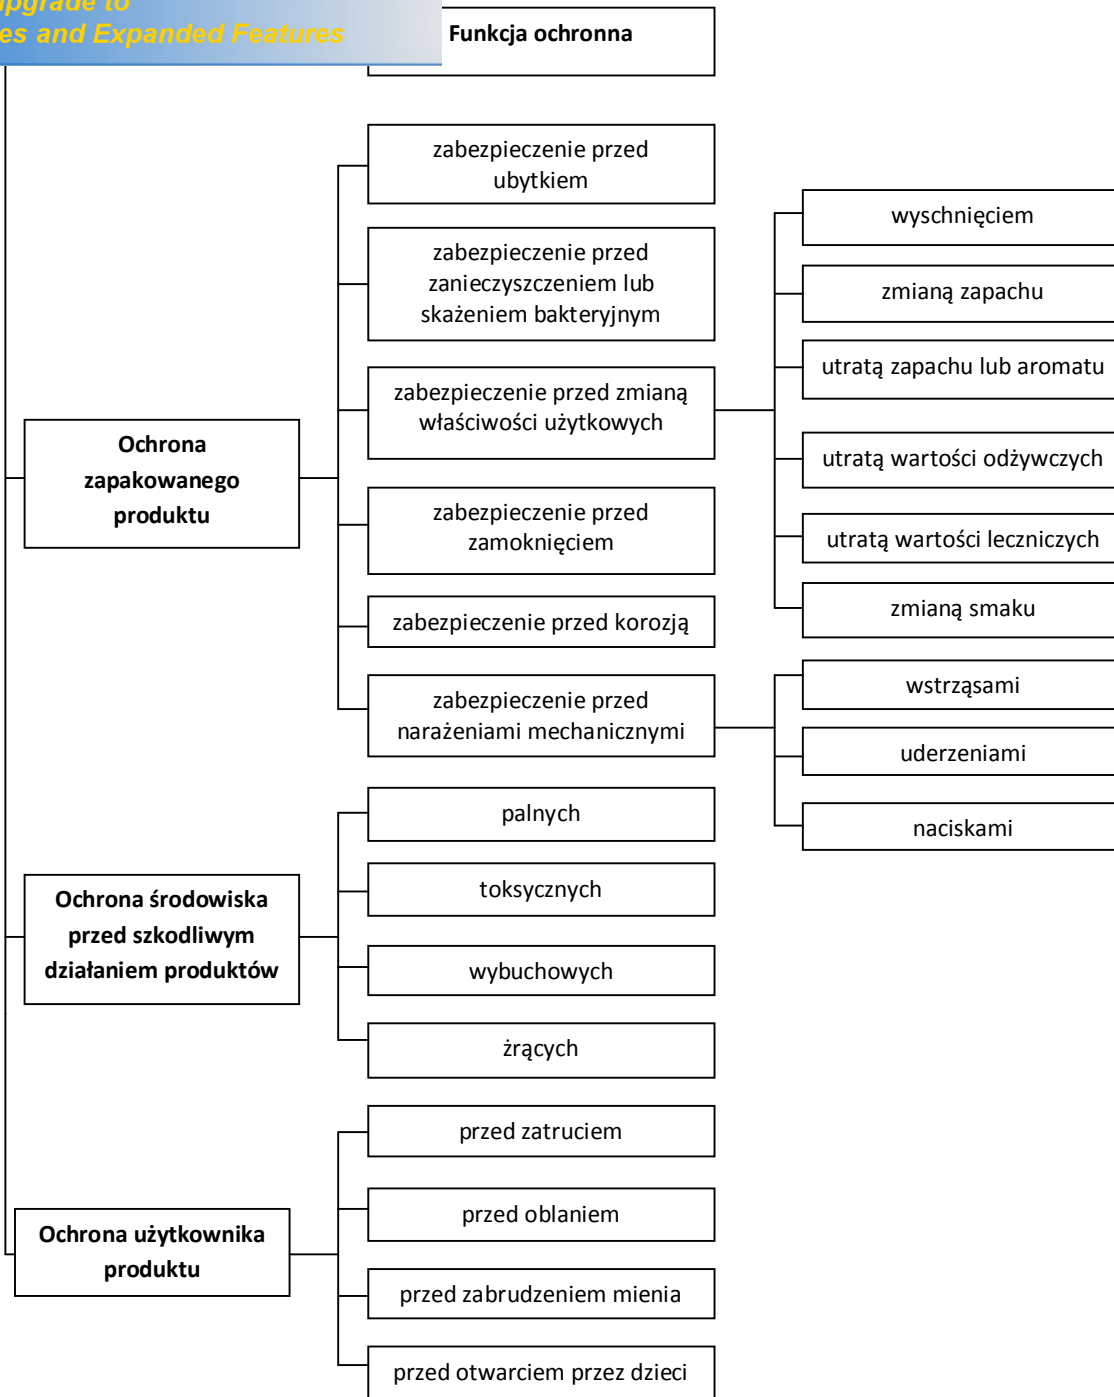 Upgrade to
es and Expanded Features
Funkcja ochronna
Ochrona
zapakowanego
produktu
zabezpieczenie przed
ubytkiem
zabezpieczenie przed
zanieczyszczeniem lub
skażeniem bakteryjnym
zabezpieczenie przed zmianą
właściwości użytkowych
wyschnięciem
zmianą zapachu
utratą zapachu lub aromatu
utratą wartości odżywczych
utratą wartości leczniczych
zmianą smaku
zabezpieczenie przed
zamoknięciem
zabezpieczenie przed korozją
zabezpieczenie przed
narażeniami mechanicznymi
wstrząsami
uderzeniami
naciskami
Ochrona środowiska
przed szkodliwym
działaniem produktów
palnych
toksycznych
wybuchowych
żrących
Ochrona użytkownika
produktu
przed zatruciem
przed oblaniem
przed zabrudzeniem mienia
przed otwarciem przez dzieci